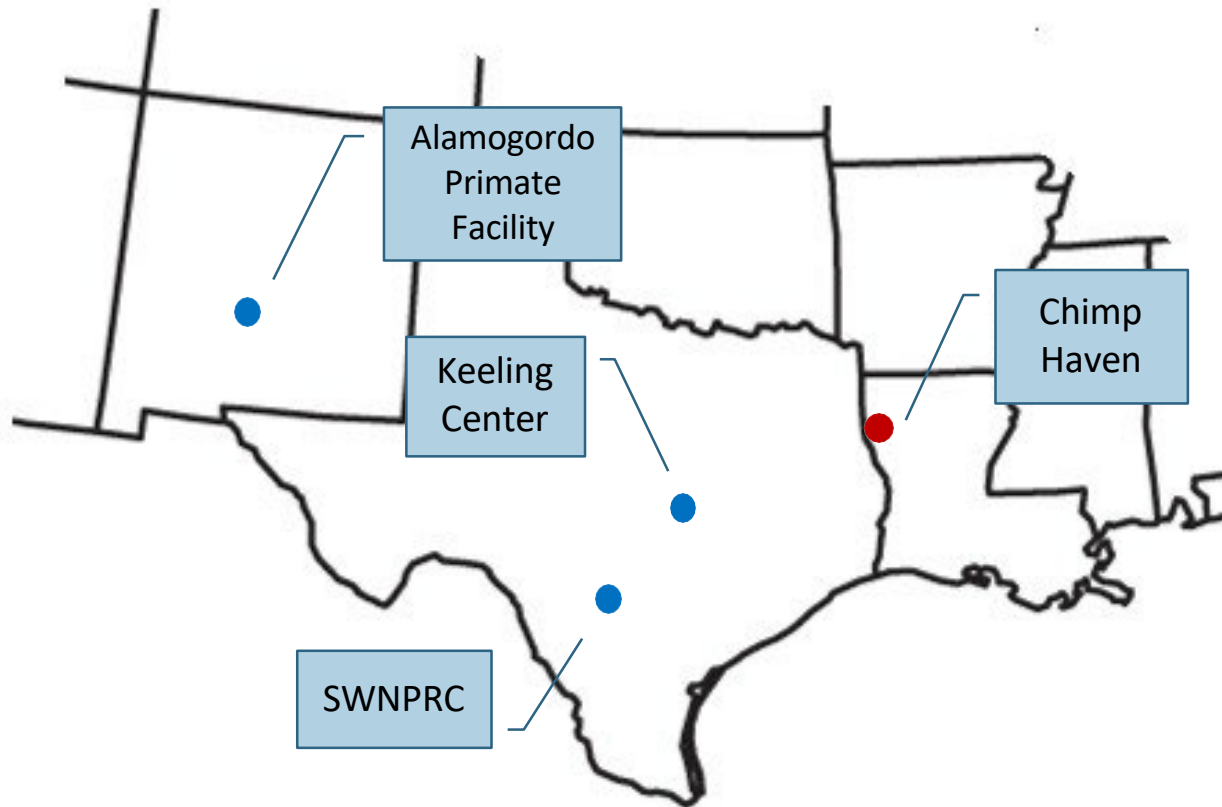 Alamogordo
Primate
Facility
Keeling
Center
Chimp
Haven
SWNPRC